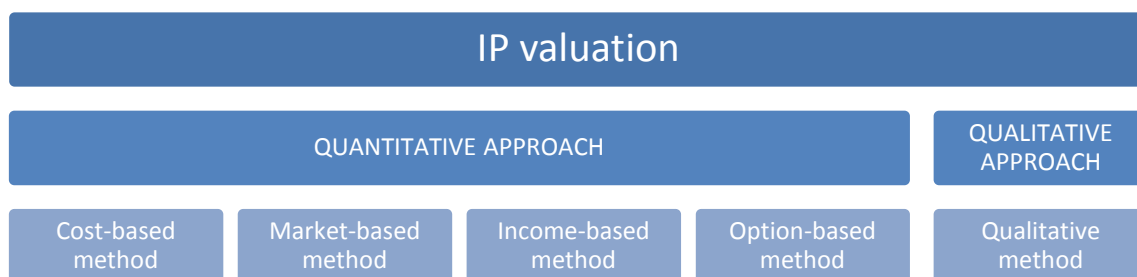 IP valuation
QUANTITATIVE APPROACH
QUALITATIVE
APPROACH
Cost-based
method
Market-based
method
Income-based
method
Option-based
method
Qualitative
method